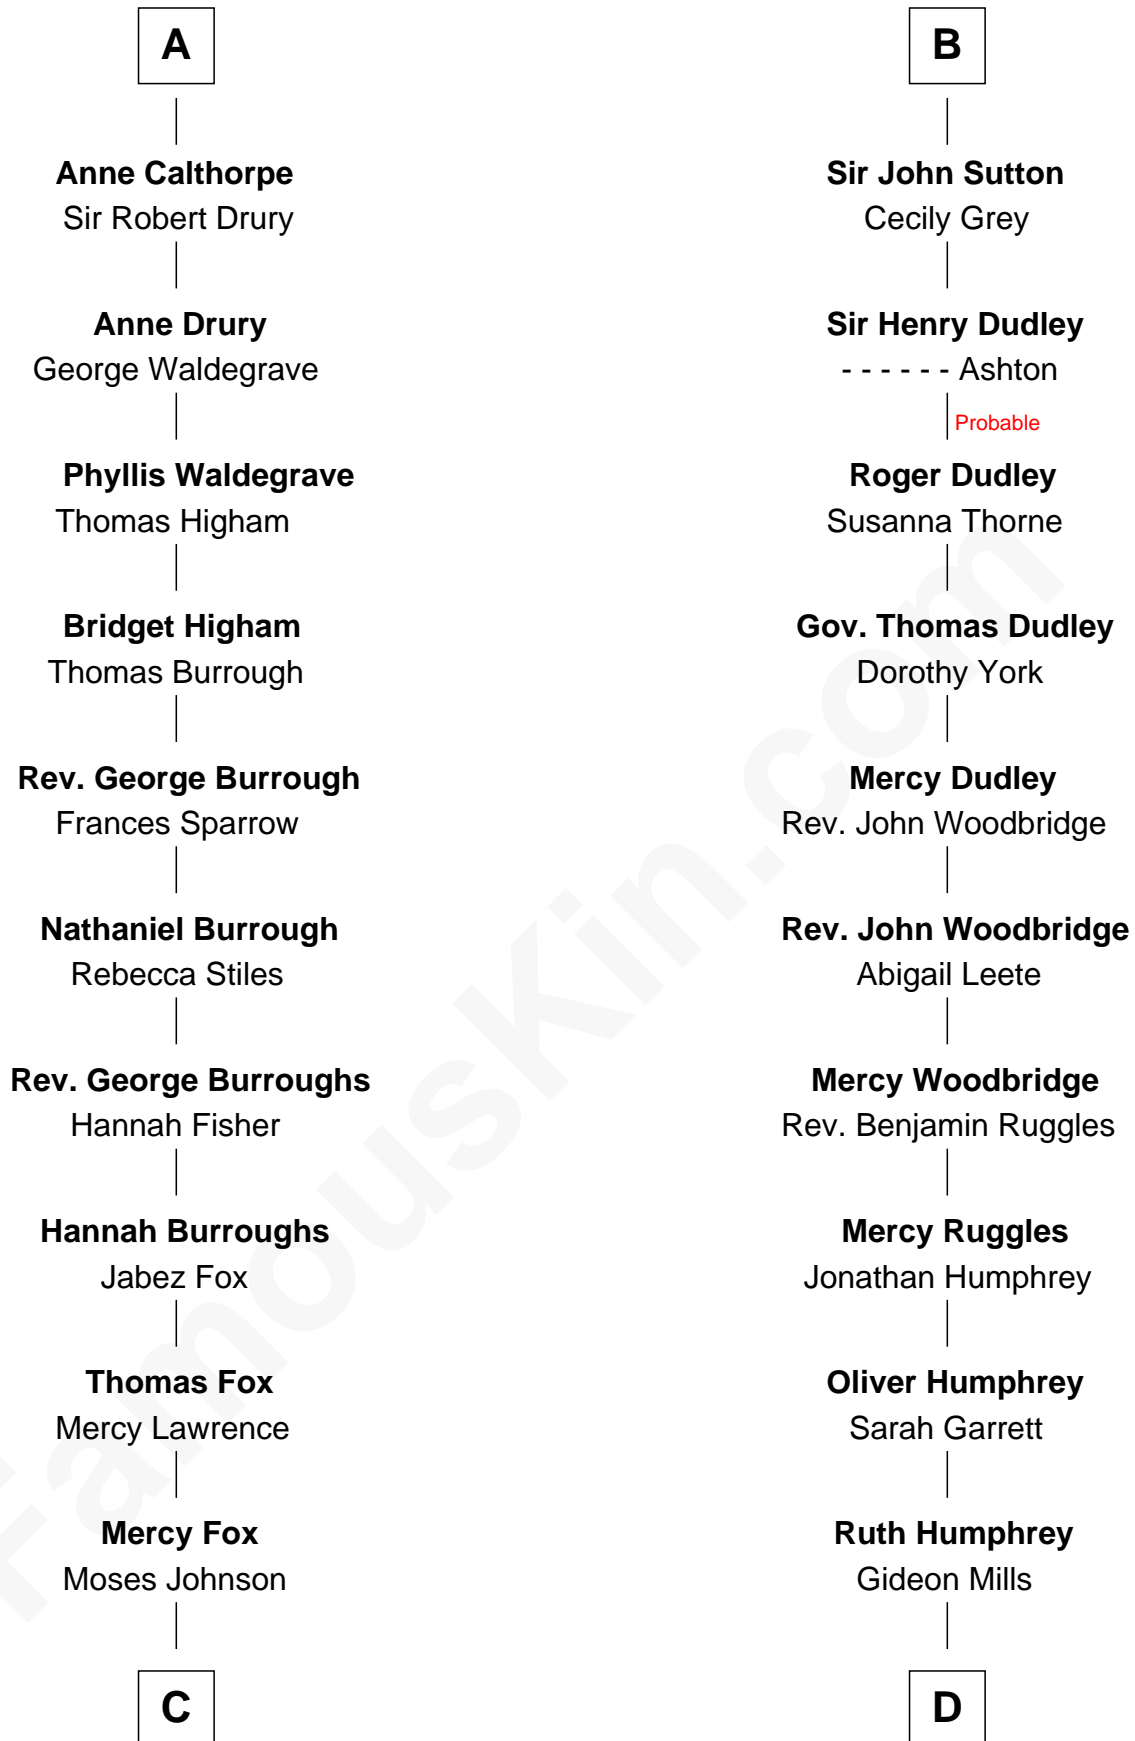 A
Anne Calthorpe
Sir Robert Drury
Anne Drury
George Waldegrave
Phyllis Waldegrave
Thomas Higham
Bridget Higham
Thomas Burrough
Rev. George Burrough
Frances Sparrow
Nathaniel Burrough
Rebecca Stiles
Rev. George Burroughs
Hannah Fisher
Hannah Burroughs
Jabez Fox
Thomas Fox
Mercy Lawrence
Mercy Fox
Moses Johnson
C
B
Sir John Sutton
Cecily Grey
Sir Henry Dudley
- - - - - - Ashton
Probable
Roger Dudley
Susanna Thorne
Gov. Thomas Dudley
Dorothy York
Mercy Dudley
Rev. John Woodbridge
Rev. John Woodbridge
Abigail Leete
Mercy Woodbridge
Rev. Benjamin Ruggles
Mercy Ruggles
Jonathan Humphrey
Oliver Humphrey
Sarah Garrett
Ruth Humphrey
Gideon Mills
D
FamousKin.com